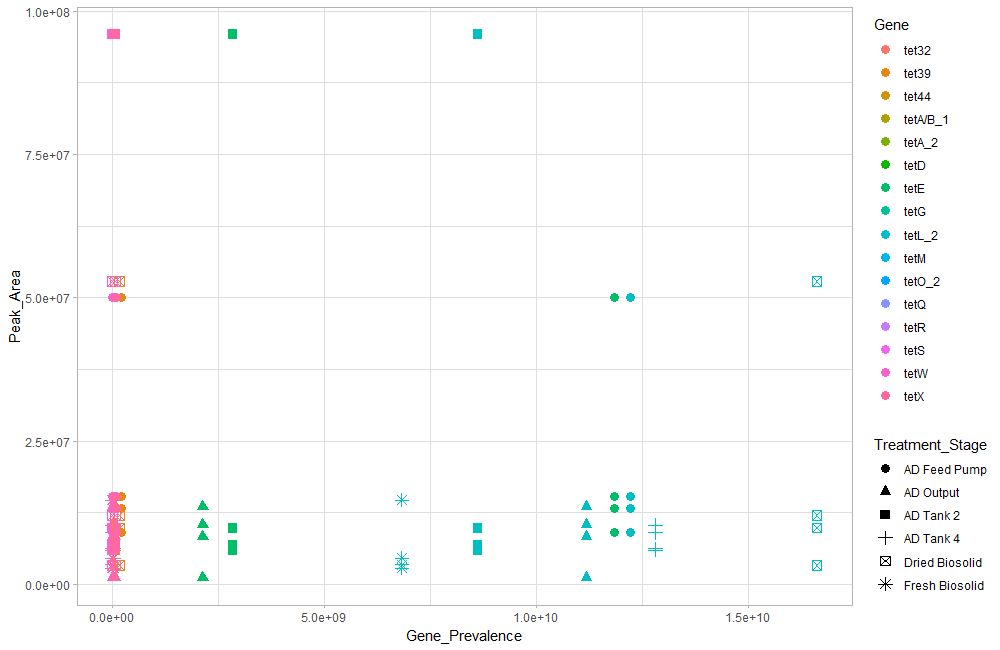 1.0e+08
7.5e+07
5.0e+07
2.5e+07
0.0e+00
Peak_Area
0.0e+00 5.0e+09 1.0e+10 1.5e+10
Gene_Prevalence
Gene
tet32
tet39
tet44
tetA/B_1
tetA_2
tetD
tetE
tetG
tetL_2
tetM
tetO_2
tetQ
tetR
tetS
tetW
tetX
Treatment_Stage
AD Feed Pump
AD Output
AD Tank 2
AD Tank 4
Dried Biosolid
Fresh Biosolid